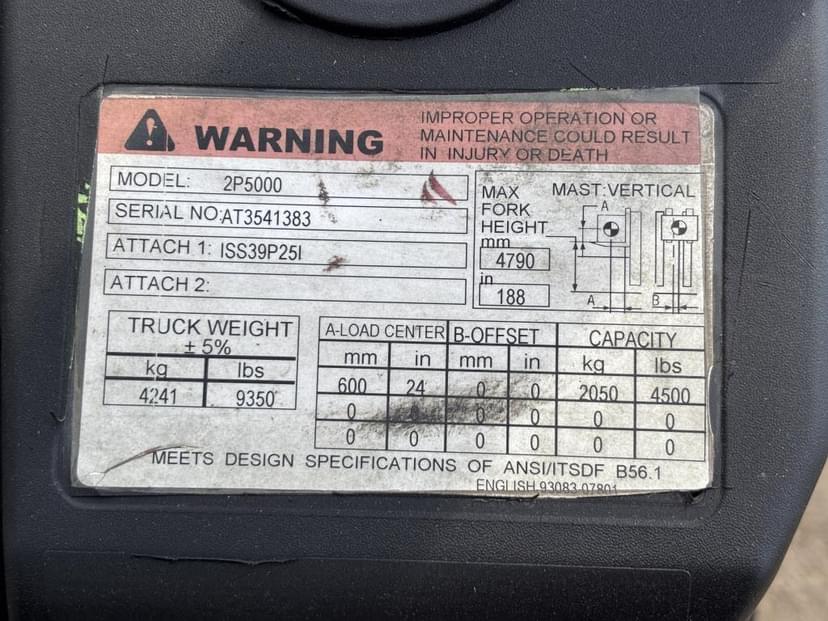 WARNING
IMPROPER OPERATION OR
MAINTENANCE COULD RESULT
IN INJURY OR DEATH
MODEL: 2P5000
SERIAL NO:AT3541383
ATTACH 1: ISS39P25I
ATTACH 2:
MAX
FORK
HEIGHT
mm
4790
in
188
MAST:VERTICAL
A
A B
TRUCK WEIGHT
± 5%
kg lbs
4241 9350
A-LOAD CENTER B-OFFSET CAPACITY
mm in mm in kg lbs
600 24 0 0 2050 4500
0 0 0 0 0 0
0 0 0 0 0 0
MEETS DESIGN SPECIFICATIONS OF ANSI/ITSDF B56.1
ENGLISH 93083-07801